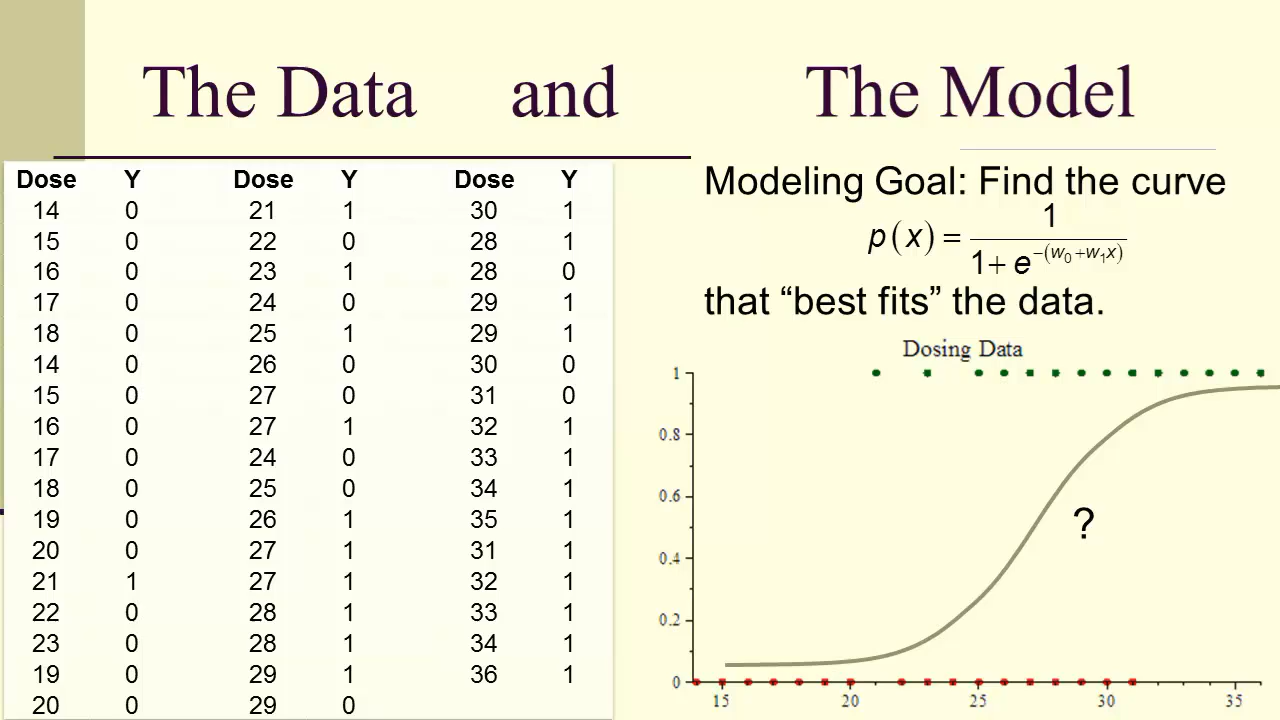 The Data and The Model
Dose Y Dose Y Dose Y
14 0 21 1 30 1
15 0 22 0 28 1
16 0 23 1 28 0
17 0 24 0 29 1
18 0 25 1 29 1
14 0 26 0 30 0
15 0 27 0 31 0
16 0 27 1 32 1
17 0 24 0 33 1
18 0 25 0 34 1
19 0 26 1 35 1
20 0 27 1 31 1
21 1 27 1 32 1
22 0 28 1 33 1
23 0 28 1 34 1
19 0 29 1 36 1
20 0 29 0
Modeling Goal: Find the curve
p(x) = 1 / (1 + e^−(w₀+w₁x))
that “best fits” the data.
Dosing Data
1
0.8
0.6
0.4
0.2
0
?
15 20 25 30 35